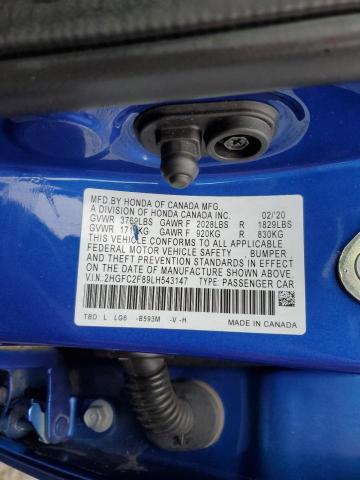 MFD.BY HONDA OF CANADA MFG.,
A DIVISION OF HONDA CANADA INC. 02/'20
GVWR 3769LBS GAWR F 2028LBS R 1829LBS
GVWR 1710KG GAWR F 920KG R 830KG
THIS VEHICLE CONFORMS TO ALL APPLICABLE
FEDERAL MOTOR VEHICLE SAFETY , BUMPER ,
AND THEFT PREVENTION STANDARDS IN EFFECT
ON THE DATE OF MANUFACTURE SHOWN ABOVE.
V.I.N.:2HGFC2F89LH543147 TYPE: PASSENGER CAR
TBD L LG6 -B593M -V -H MADE IN CANADA